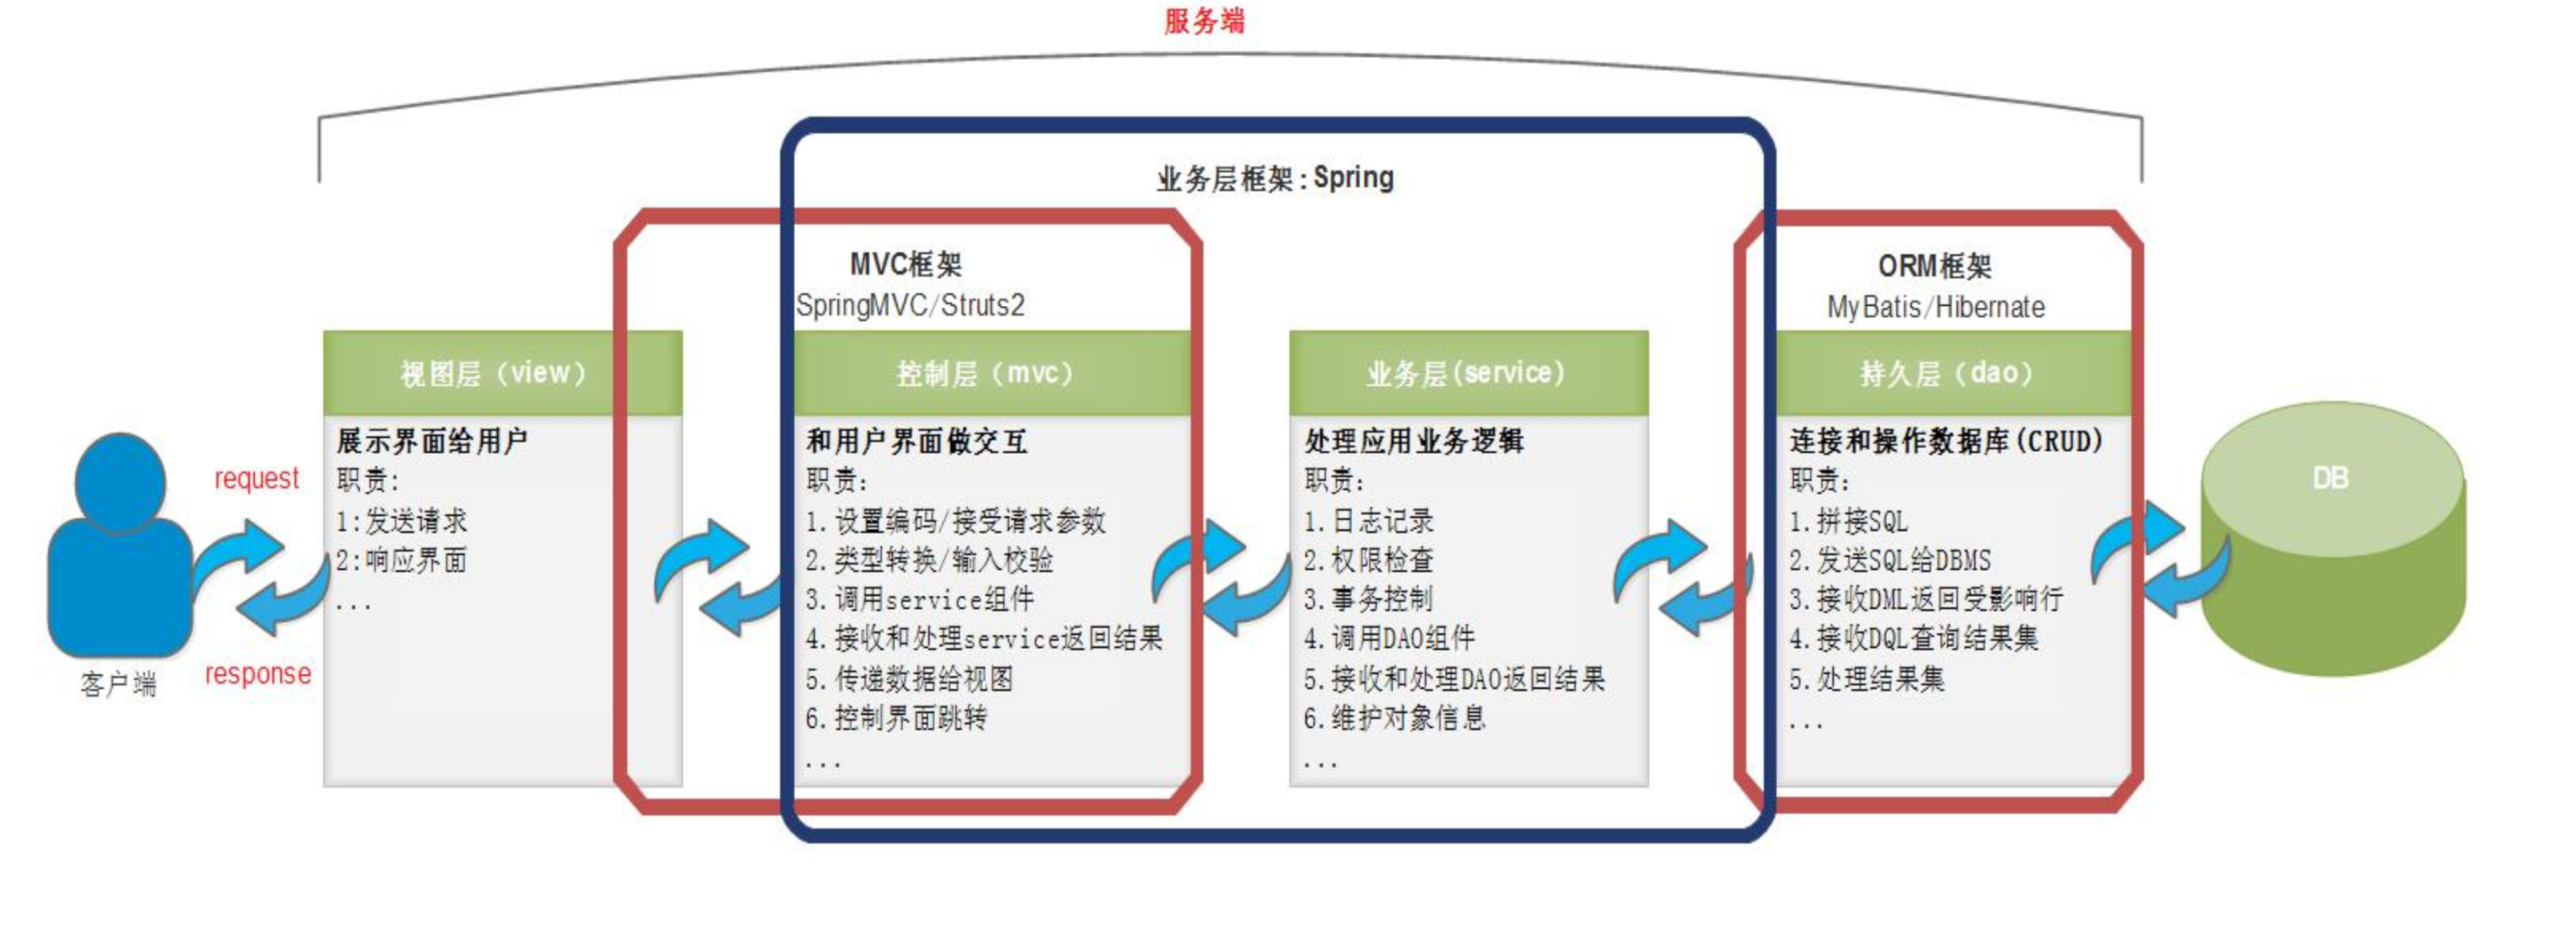 服务端
业务层框架:Spring
MVC框架
SpringMVC/Struts2
ORM框架
MyBatis/Hibernate
客户端
request
response
视图层（view）
展示界面给用户
职责:
1:发送请求
2:响应界面
...
控制层（mvc）
和用户界面做交互
职责:
1.设置编码/接受请求参数
2.类型转换/输入校验
3.调用service组件
4.接收和处理service返回结果
5.传递数据给视图
6.控制界面跳转
...
业务层(service)
处理应用业务逻辑
职责:
1.日志记录
2.权限检查
3.事务控制
4.调用DAO组件
5.接收和处理DAO返回结果
6.维护对象信息
...
持久层（dao）
连接和操作数据库(CRUD)
职责:
1.拼接SQL
2.发送SQL给DBMS
3.接收DML返回受影响行
4.接收DQL查询结果集
5.处理结果集
...
DB